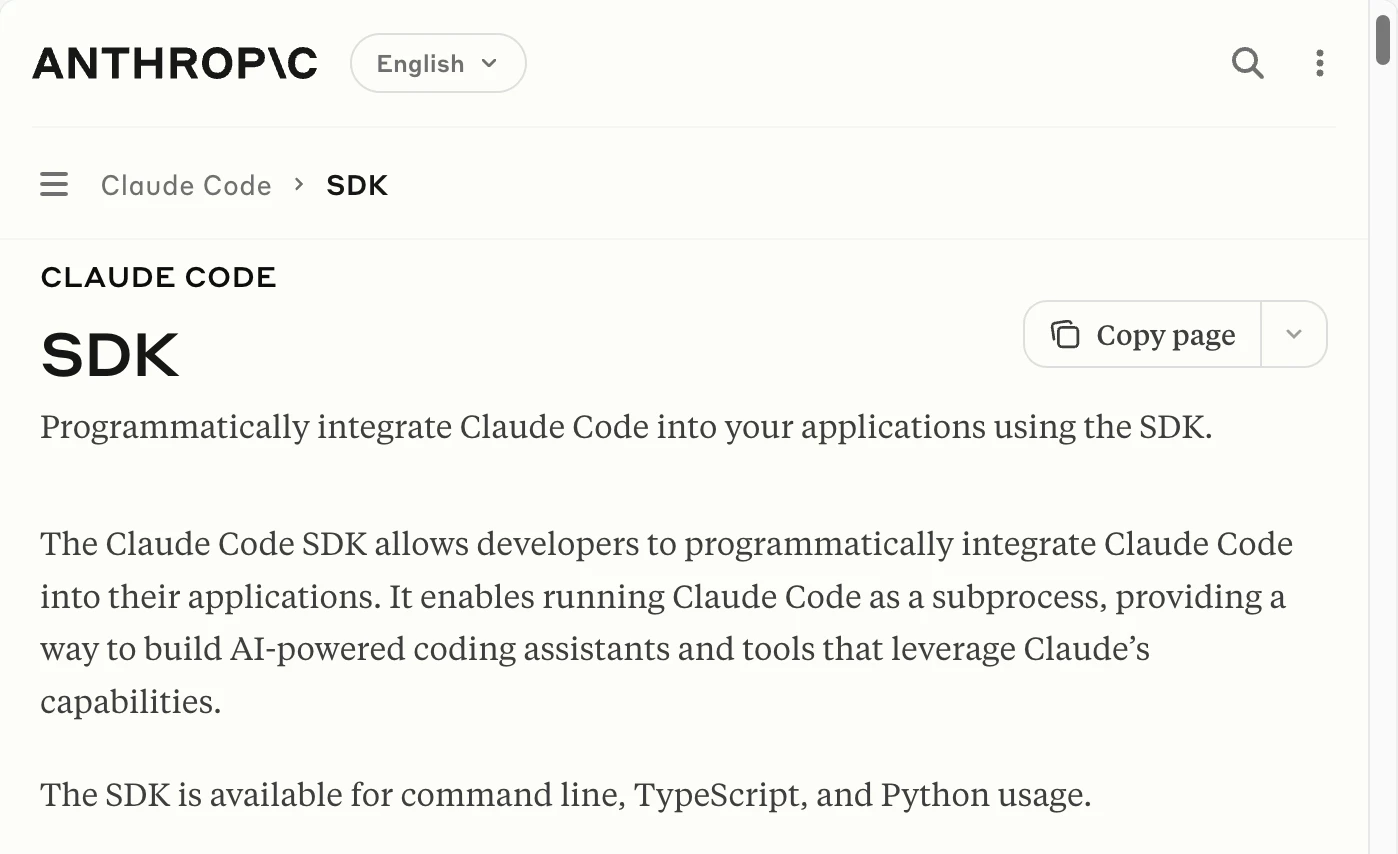 ANTHROP\C
English
Claude Code > SDK
CLAUDE CODE
SDK
Copy page
Programmatically integrate Claude Code into your applications using the SDK.
The Claude Code SDK allows developers to programmatically integrate Claude Code
into their applications. It enables running Claude Code as a subprocess, providing a
way to build AI-powered coding assistants and tools that leverage Claude’s
capabilities.
The SDK is available for command line, TypeScript, and Python usage.